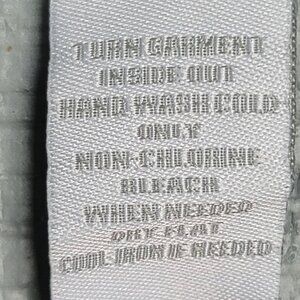 TURN GARMENT
INSIDE OUT
HAND WASH COLD
ONLY
NON-CHLORINE
BLEACH
WHEN NEEDED
DRY FLAT
COOL IRON IF NEEDED